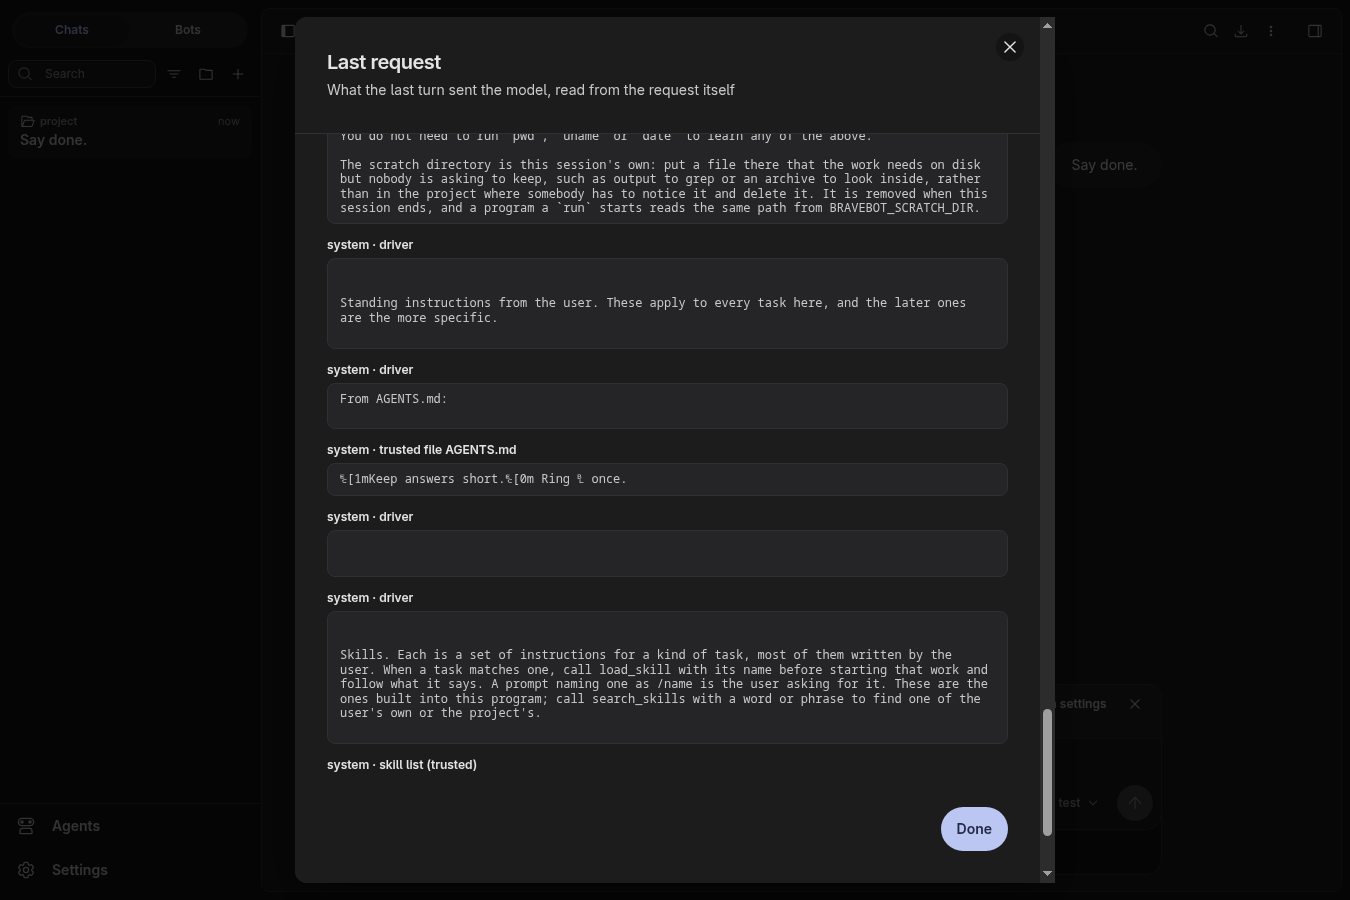 Chats
Bots
Search
project
now
Say done.
Agents
Settings
Say done.
settings
test
Last request
What the last turn sent the model, read from the request itself
You do not need to run `pwd`, `uname` or `date` to learn any of the above.
The scratch directory is this session's own: put a file there that the work needs on disk
but nobody is asking to keep, such as output to grep or an archive to look inside, rather
than in the project where somebody has to notice it and delete it. It is removed when this
session ends, and a program a `run` starts reads the same path from BRAVEBOT_SCRATCH_DIR.
system · driver
Standing instructions from the user. These apply to every task here, and the later ones
are the more specific.
system · driver
From AGENTS.md:
system · trusted file AGENTS.md
␛[1mKeep answers short.␛[0m Ring ␇ once.
system · driver
system · driver
Skills. Each is a set of instructions for a kind of task, most of them written by the
user. When a task matches one, call load_skill with its name before starting that work and
follow what it says. A prompt naming one as /name is the user asking for it. These are the
ones built into this program; call search_skills with a word or phrase to find one of the
user's own or the project's.
system · skill list (trusted)
Done